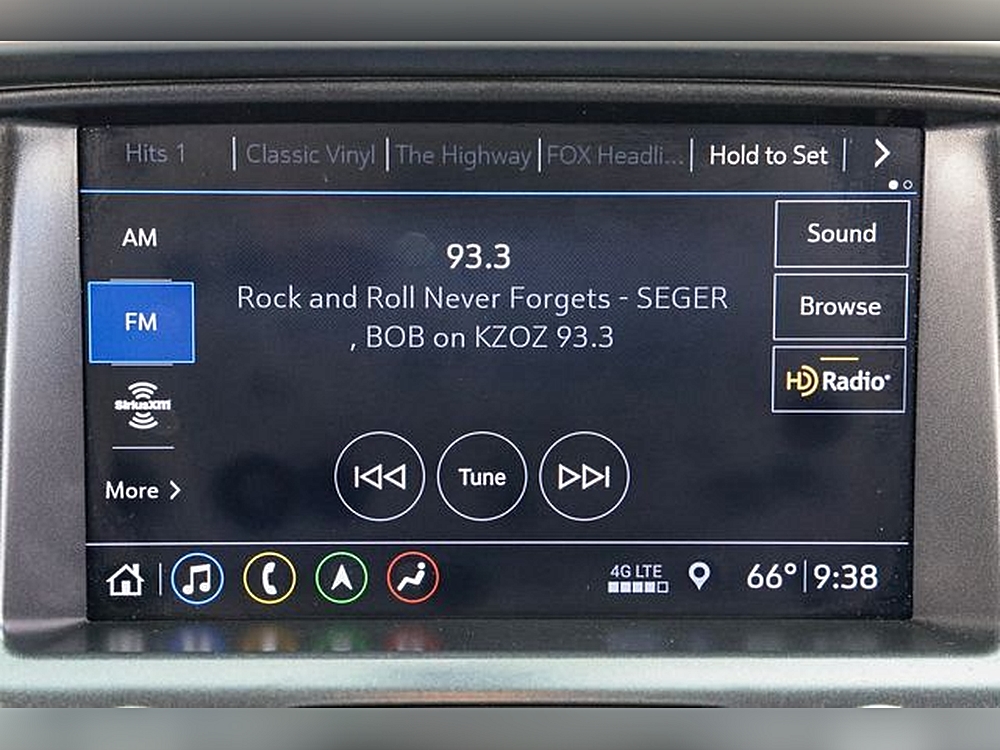 Hits 1 Classic Vinyl The Highway FOX Headli... Hold to Set
AM
93.3
Sound
Rock and Roll Never Forgets - SEGER
, BOB on KZOZ 93.3
FM
Browse
HD Radio
SiriusXM
More
Tune
4G LTE
66° 9:38